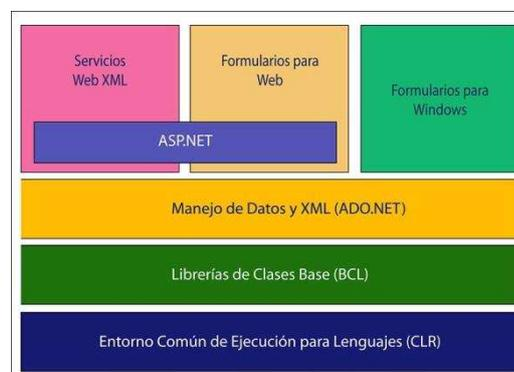 Servicios
Web XML
Formularios para
Web
Formularios para
Windows
ASP.NET
Manejo de Datos y XML (ADO.NET)
Librerías de Clases Base (BCL)
Entorno Común de Ejecución para Lenguajes (CLR)